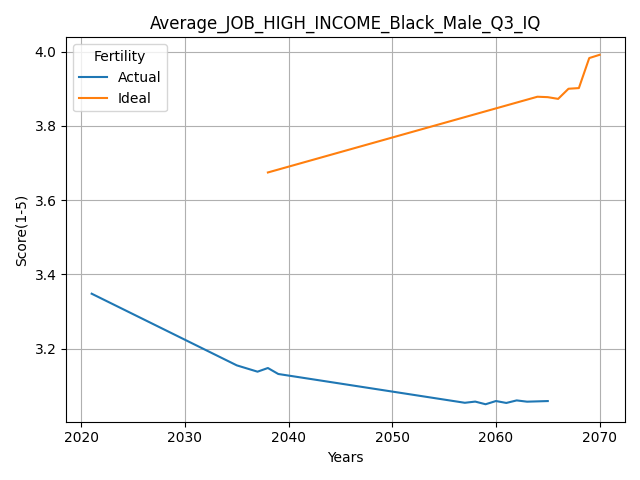 Average_JOB_HIGH_INCOME_Black_Male_Q3_IQ
Fertility
Actual
Ideal
Score(1-5)
4.0
3.8
3.6
3.4
3.2
2020 2030 2040 2050 2060 2070
Years